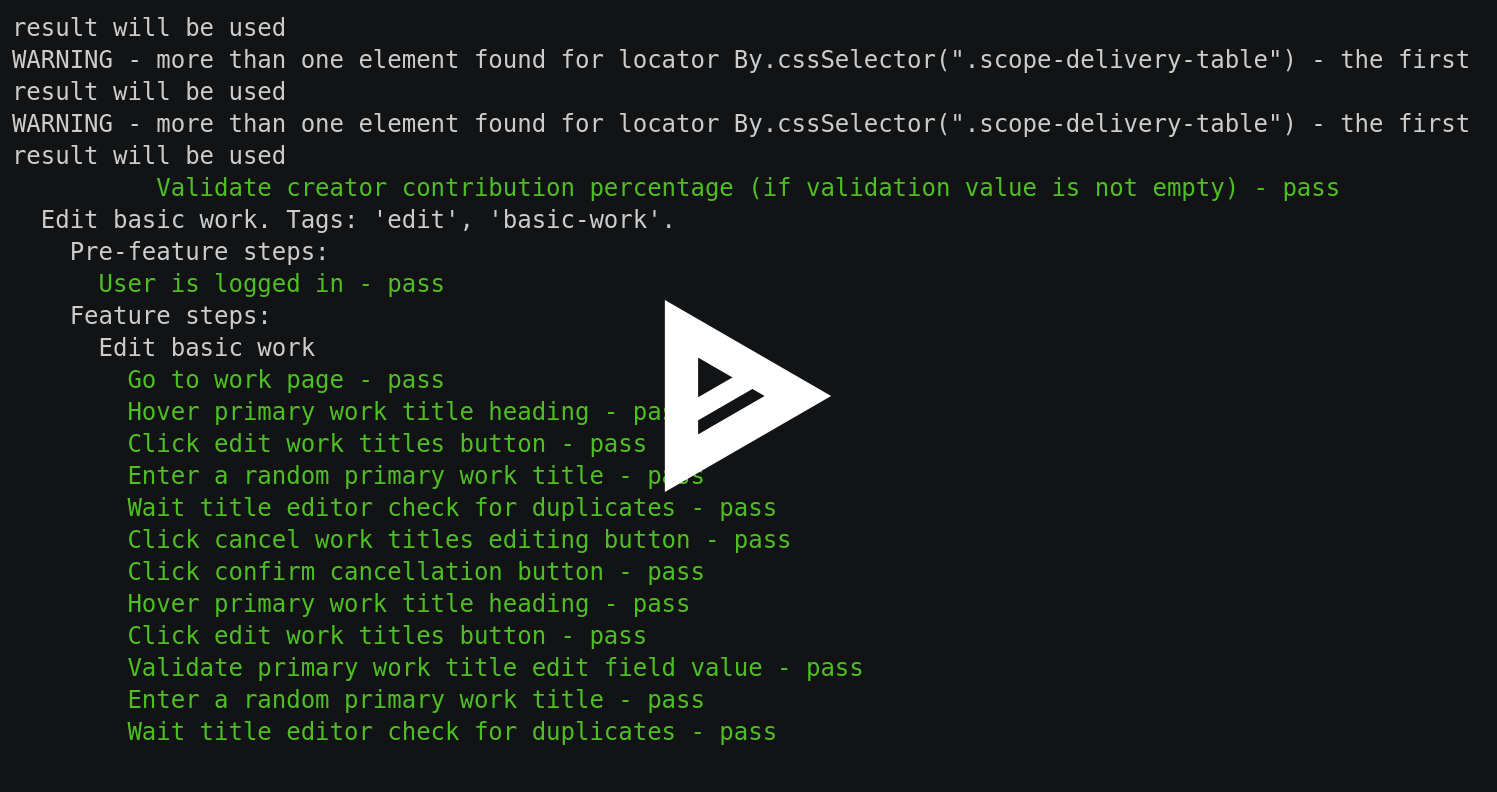 result will be used
WARNING - more than one element found for locator By.cssSelector(".scope-delivery-table") - the first
result will be used
WARNING - more than one element found for locator By.cssSelector(".scope-delivery-table") - the first
result will be used
Validate creator contribution percentage (if validation value is not empty) - pass
Edit basic work. Tags: 'edit', 'basic-work'.
Pre-feature steps:
User is logged in - pass
Feature steps:
Edit basic work
Go to work page - pass
Hover primary work title heading - pass
Click edit work titles button - pass
Enter a random primary work title - pass
Wait title editor check for duplicates - pass
Click cancel work titles editing button - pass
Click confirm cancellation button - pass
Hover primary work title heading - pass
Click edit work titles button - pass
Validate primary work title edit field value - pass
Enter a random primary work title - pass
Wait title editor check for duplicates - pass